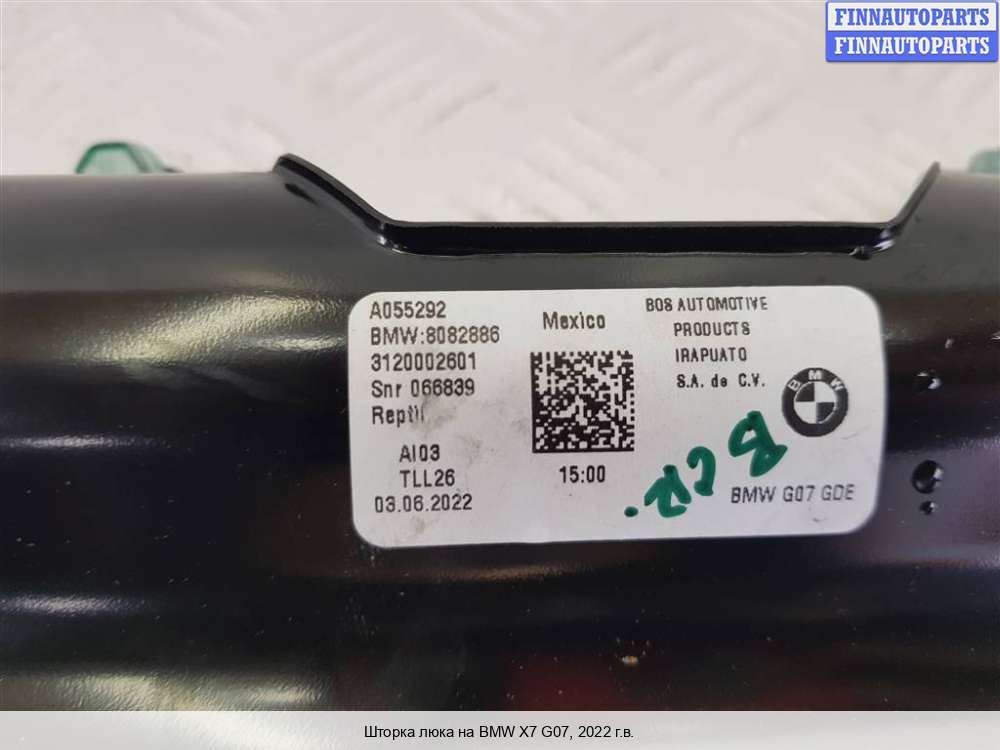 FINNAUTOPARTS
FINNAUTOPARTS
A055292
BMW:8082886
3120002601
Snr 066839
AI03
TLL26
03.06.2022
Mexico
15:00
BOS AUTOMOTIVE
PRODUCTS
IRAPUATO
S.A. de C.V.
BMW
BMW G07 GDE
Шторка люка на BMW X7 G07, 2022 г.в.